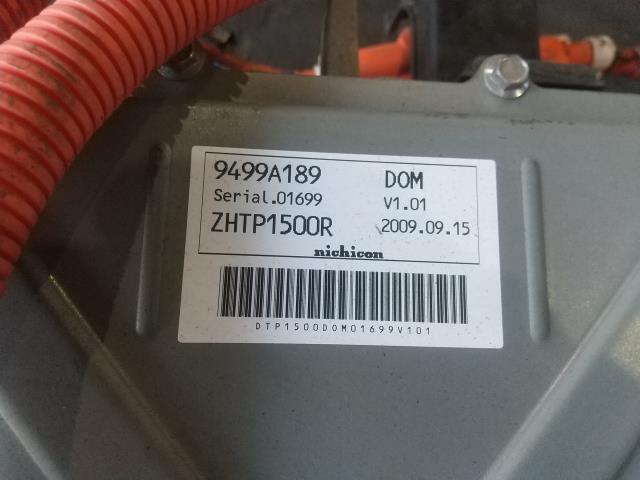 9499A189 DOM
Serial.01699 V1.01
ZHTP1500R 2009.09.15
nichicon
DTP1500DOM01699V101